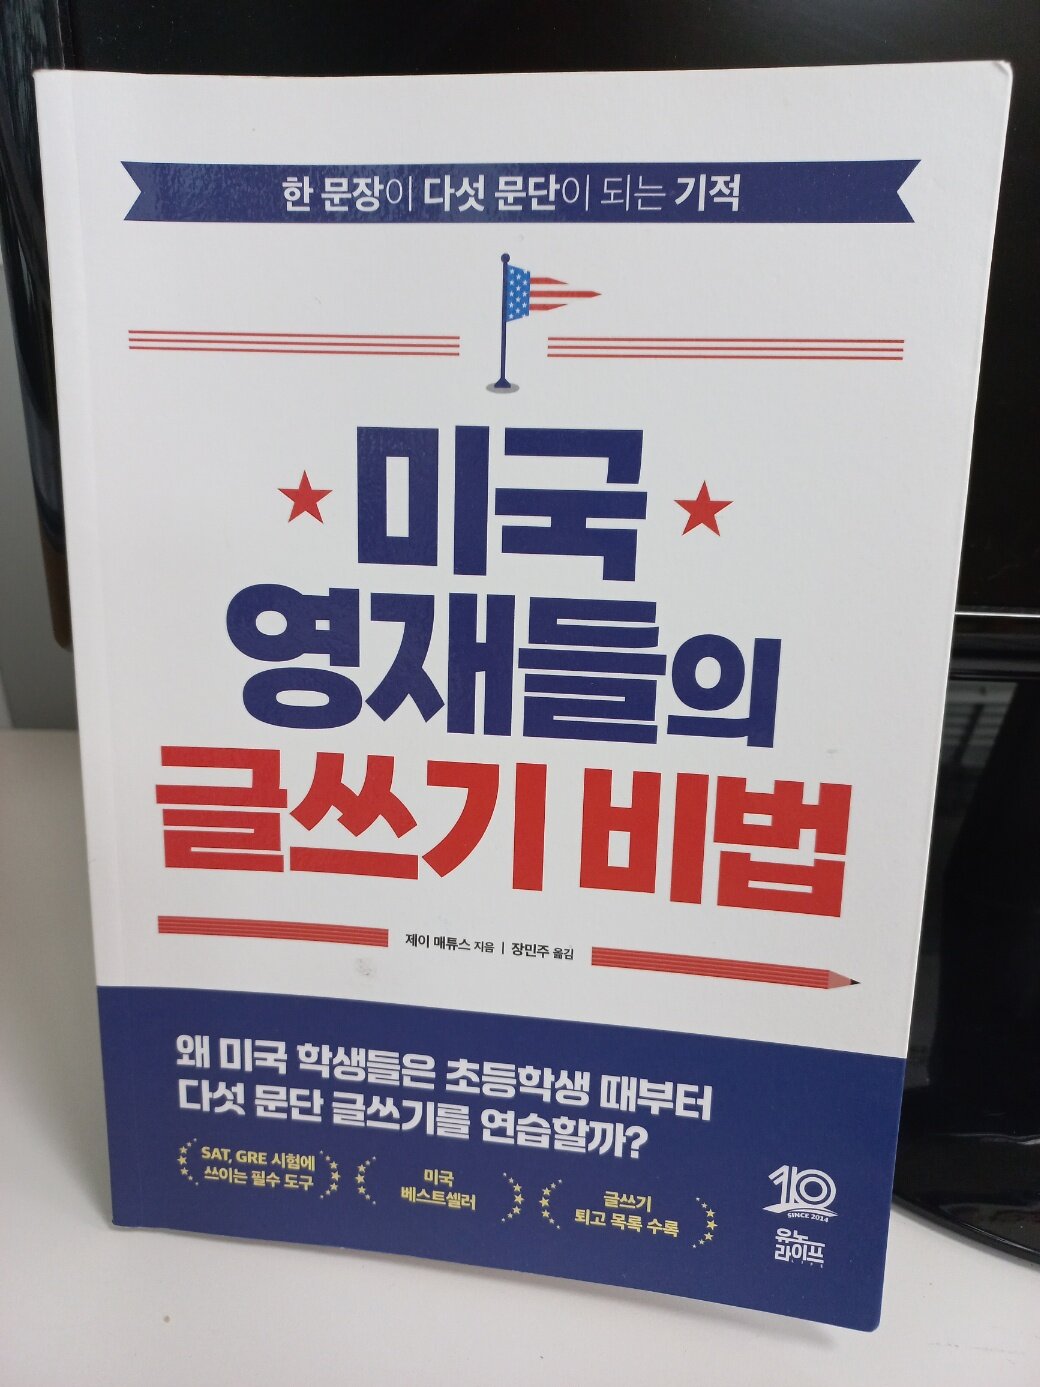 한 문장이 다섯 문단이 되는 기적
미국
영재들의
글쓰기 비법
제이 매튜스 지음 | 장민주 옮김
왜 미국 학생들은 초등학생 때부터
다섯 문단 글쓰기를 연습할까?
SAT, GRE 시험에
쓰이는 필수 도구
미국
베스트셀러
글쓰기
퇴고 목록 수록
10
SINCE 2014
유노
라이프
LIFE